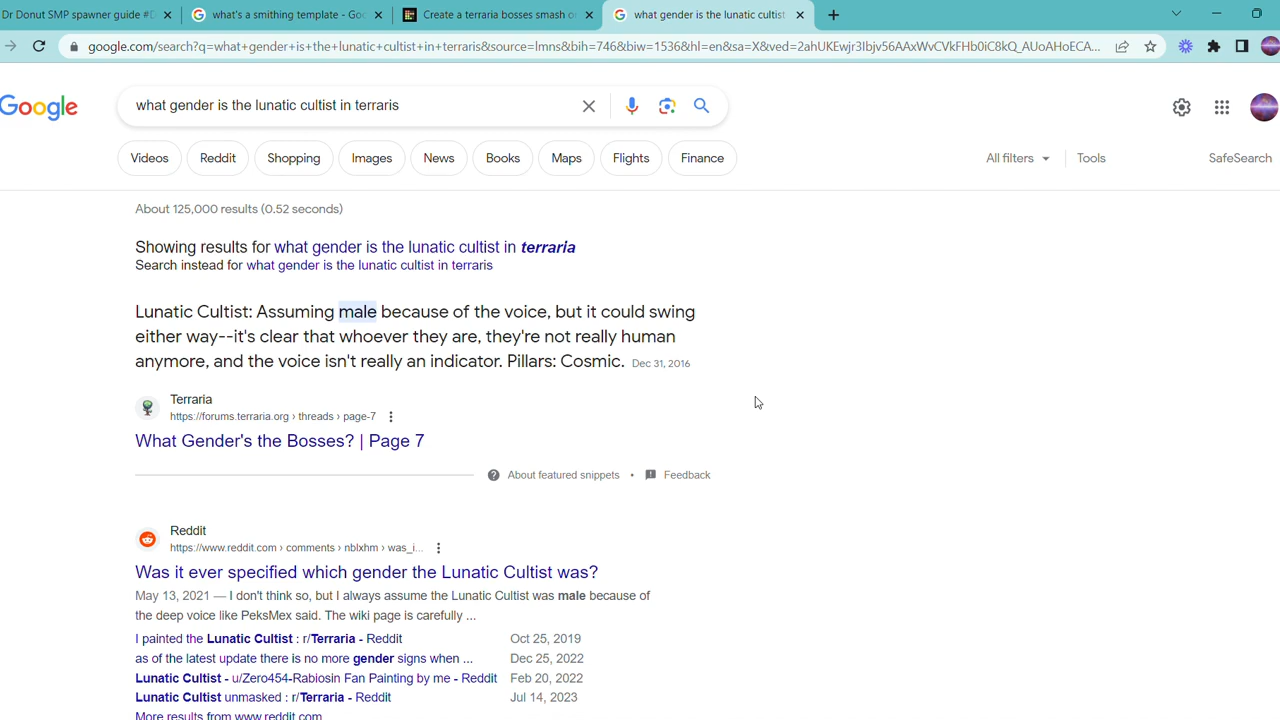 Dr Donut SMP spawner guide #D
what's a smithing template - Goo
Create a terraria bosses smash or
what gender is the lunatic cultist
google.com/search?q=what+gender+is+the+lunatic+cultist+in+terraris&source=lmns&bih=746&biw=1536&hl=en&sa=X&ved=2ahUKEwjr3Ibjv56AAxWvCVkFHb0iC8kQ_AUoAHoECA...
Google
what gender is the lunatic cultist in terraris
Videos
Reddit
Shopping
Images
News
Books
Maps
Flights
Finance
All filters
Tools
SafeSearch
About 125,000 results (0.52 seconds)
Showing results for what gender is the lunatic cultist in terraria
Search instead for what gender is the lunatic cultist in terraris
Lunatic Cultist: Assuming male because of the voice, but it could swing
either way--it's clear that whoever they are, they're not really human
anymore, and the voice isn't really an indicator. Pillars: Cosmic. Dec 31, 2016
Terraria
https://forums.terraria.org › threads › page-7
What Gender's the Bosses? | Page 7
About featured snippets • Feedback
Reddit
https://www.reddit.com › comments › nblxhm › was_i...
Was it ever specified which gender the Lunatic Cultist was?
May 13, 2021 — I don't think so, but I always assume the Lunatic Cultist was male because of
the deep voice like PeksMex said. The wiki page is carefully ...
I painted the Lunatic Cultist : r/Terraria - Reddit Oct 25, 2019
as of the latest update there is no more gender signs when ... Dec 25, 2022
Lunatic Cultist - u/Zero454-Rabiosin Fan Painting by me - Reddit Feb 20, 2022
Lunatic Cultist unmasked : r/Terraria - Reddit Jul 14, 2023
More results from www.reddit.com